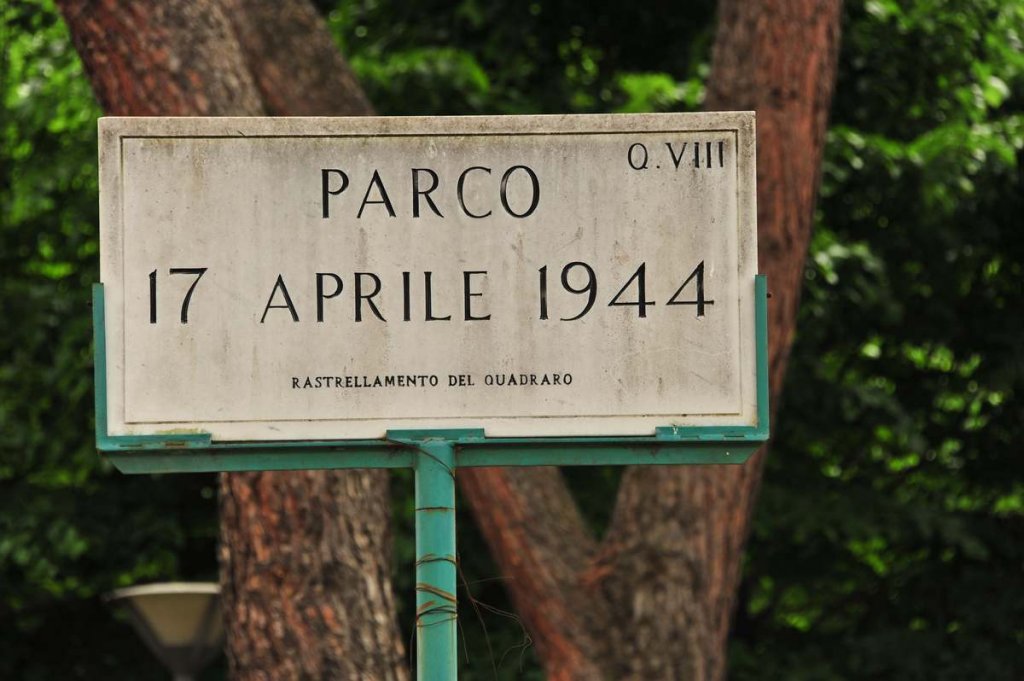 Q.VIII
PARCO
17 APRILE 1944
RASTRELLAMENTO DEL QUADRARO